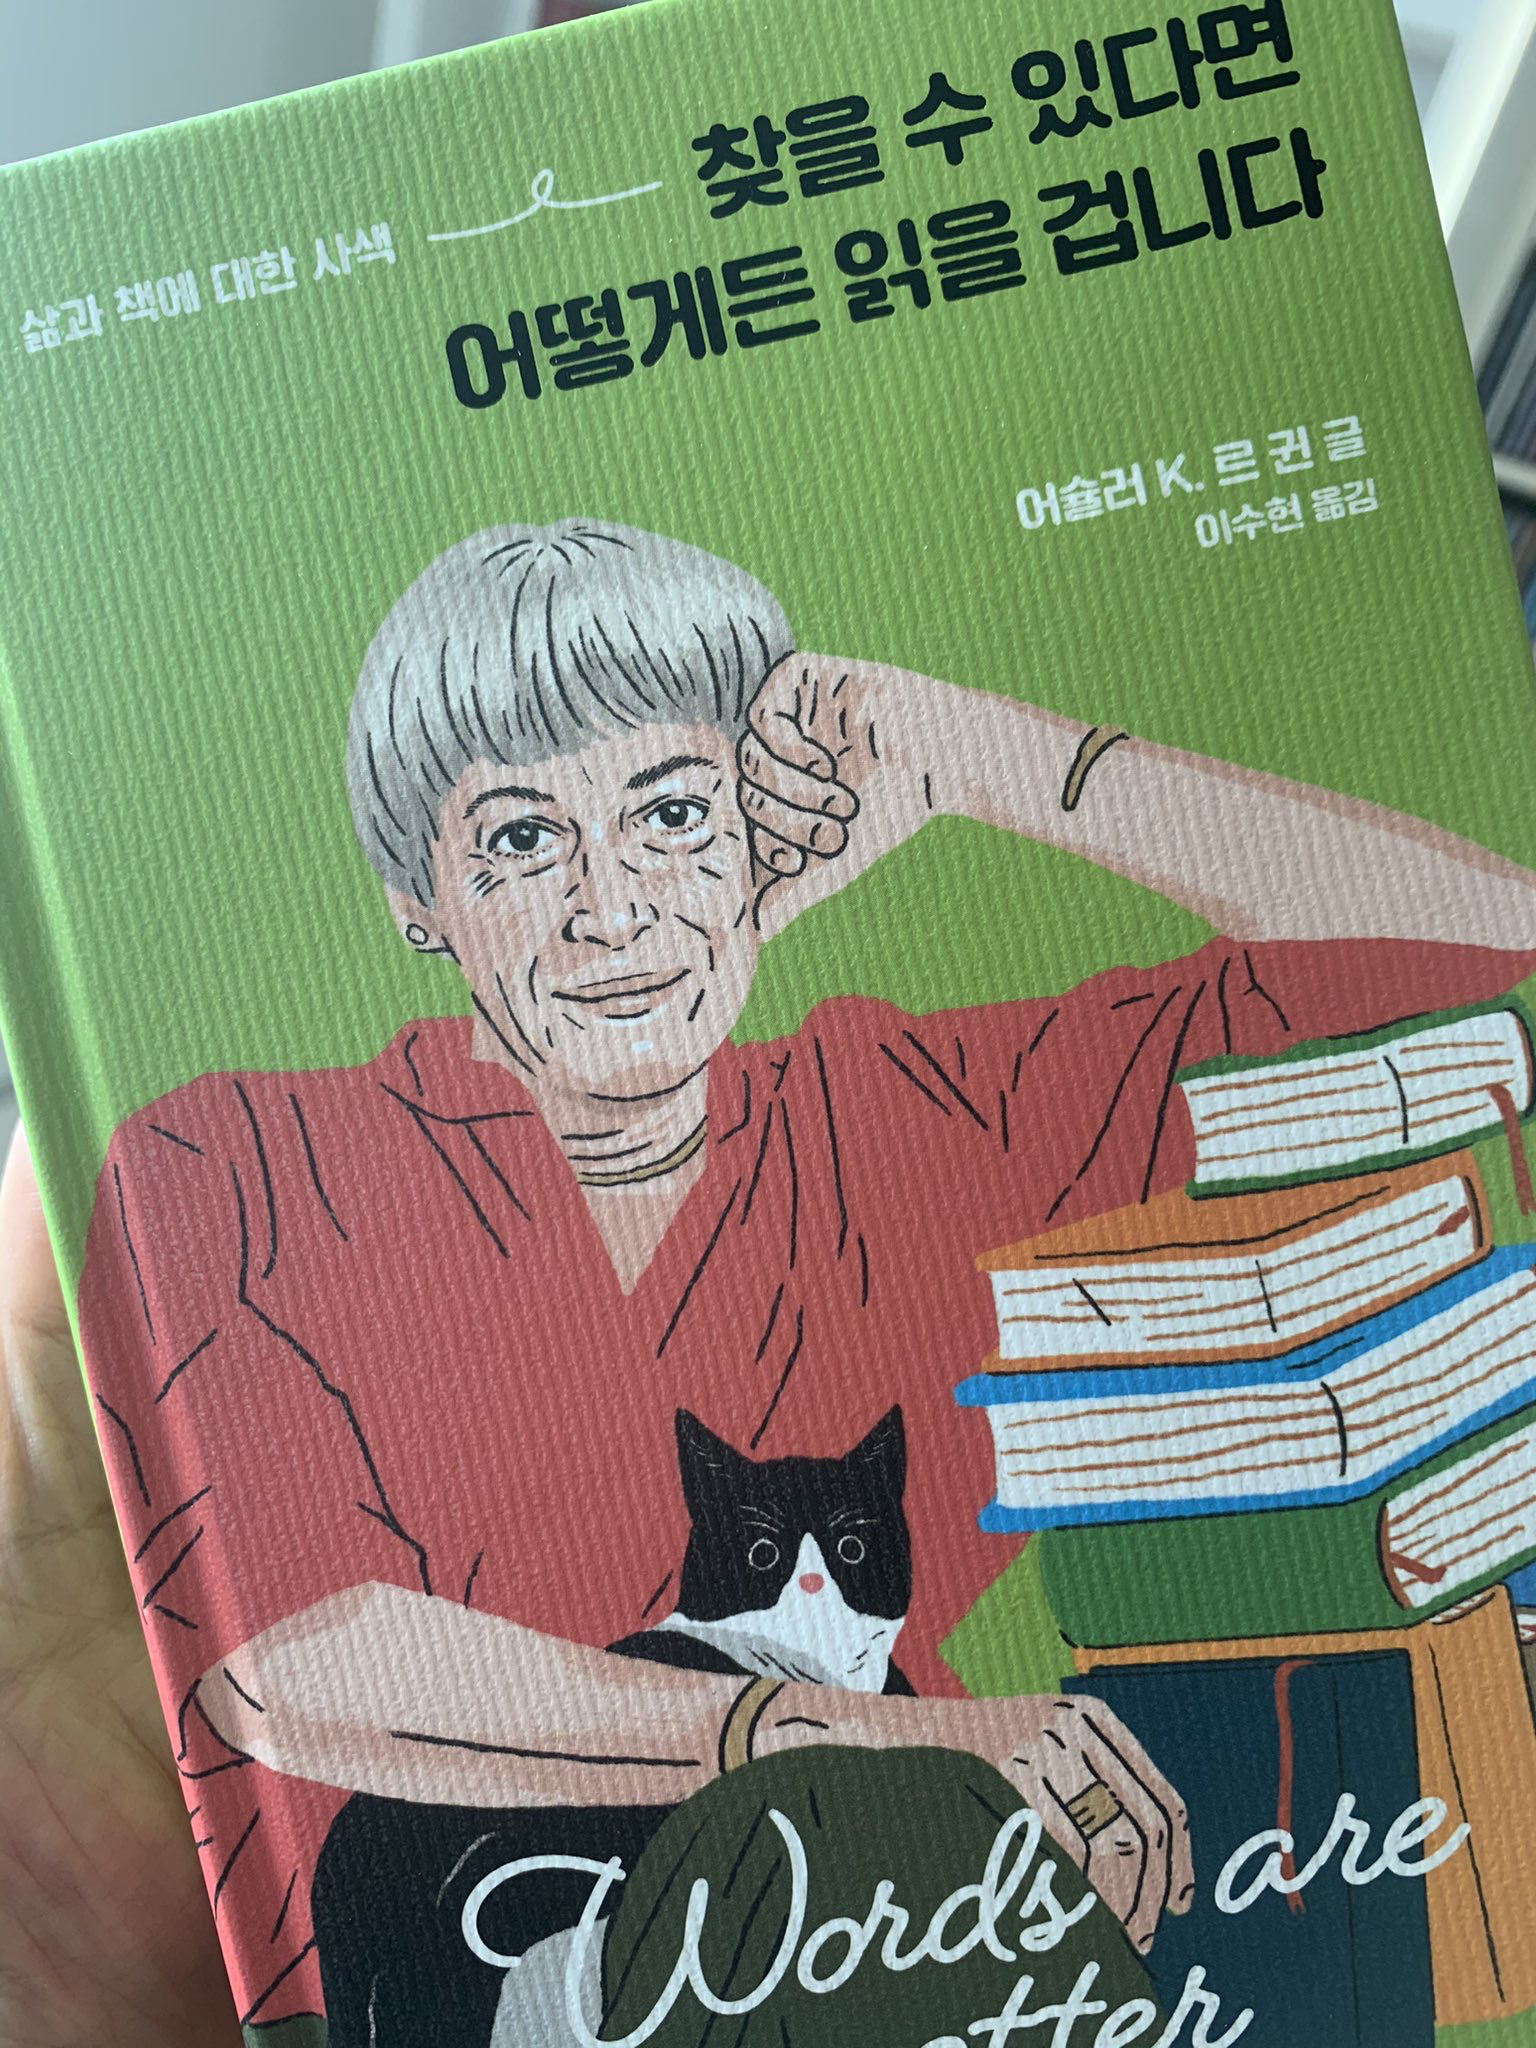 찾을 수 있다면
어떻게든 읽을 겁니다
삶과 책에 대한 사색
어슐러 K. 르 귄 글
이수현 옮김
Words are